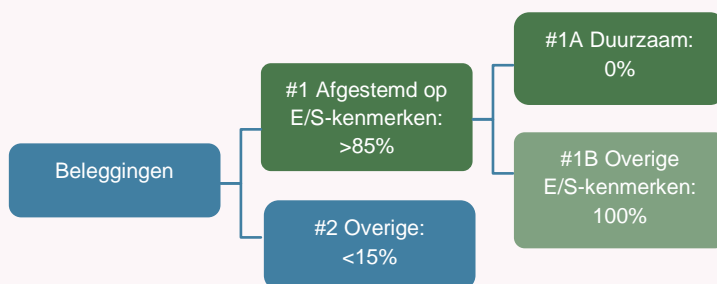 Beleggingen
#1 Afgestemd op
E/S-kenmerken:
>85%
#2 Overige:
<15%
#1A Duurzaam:
0%
#1B Overige
E/S-kenmerken:
100%